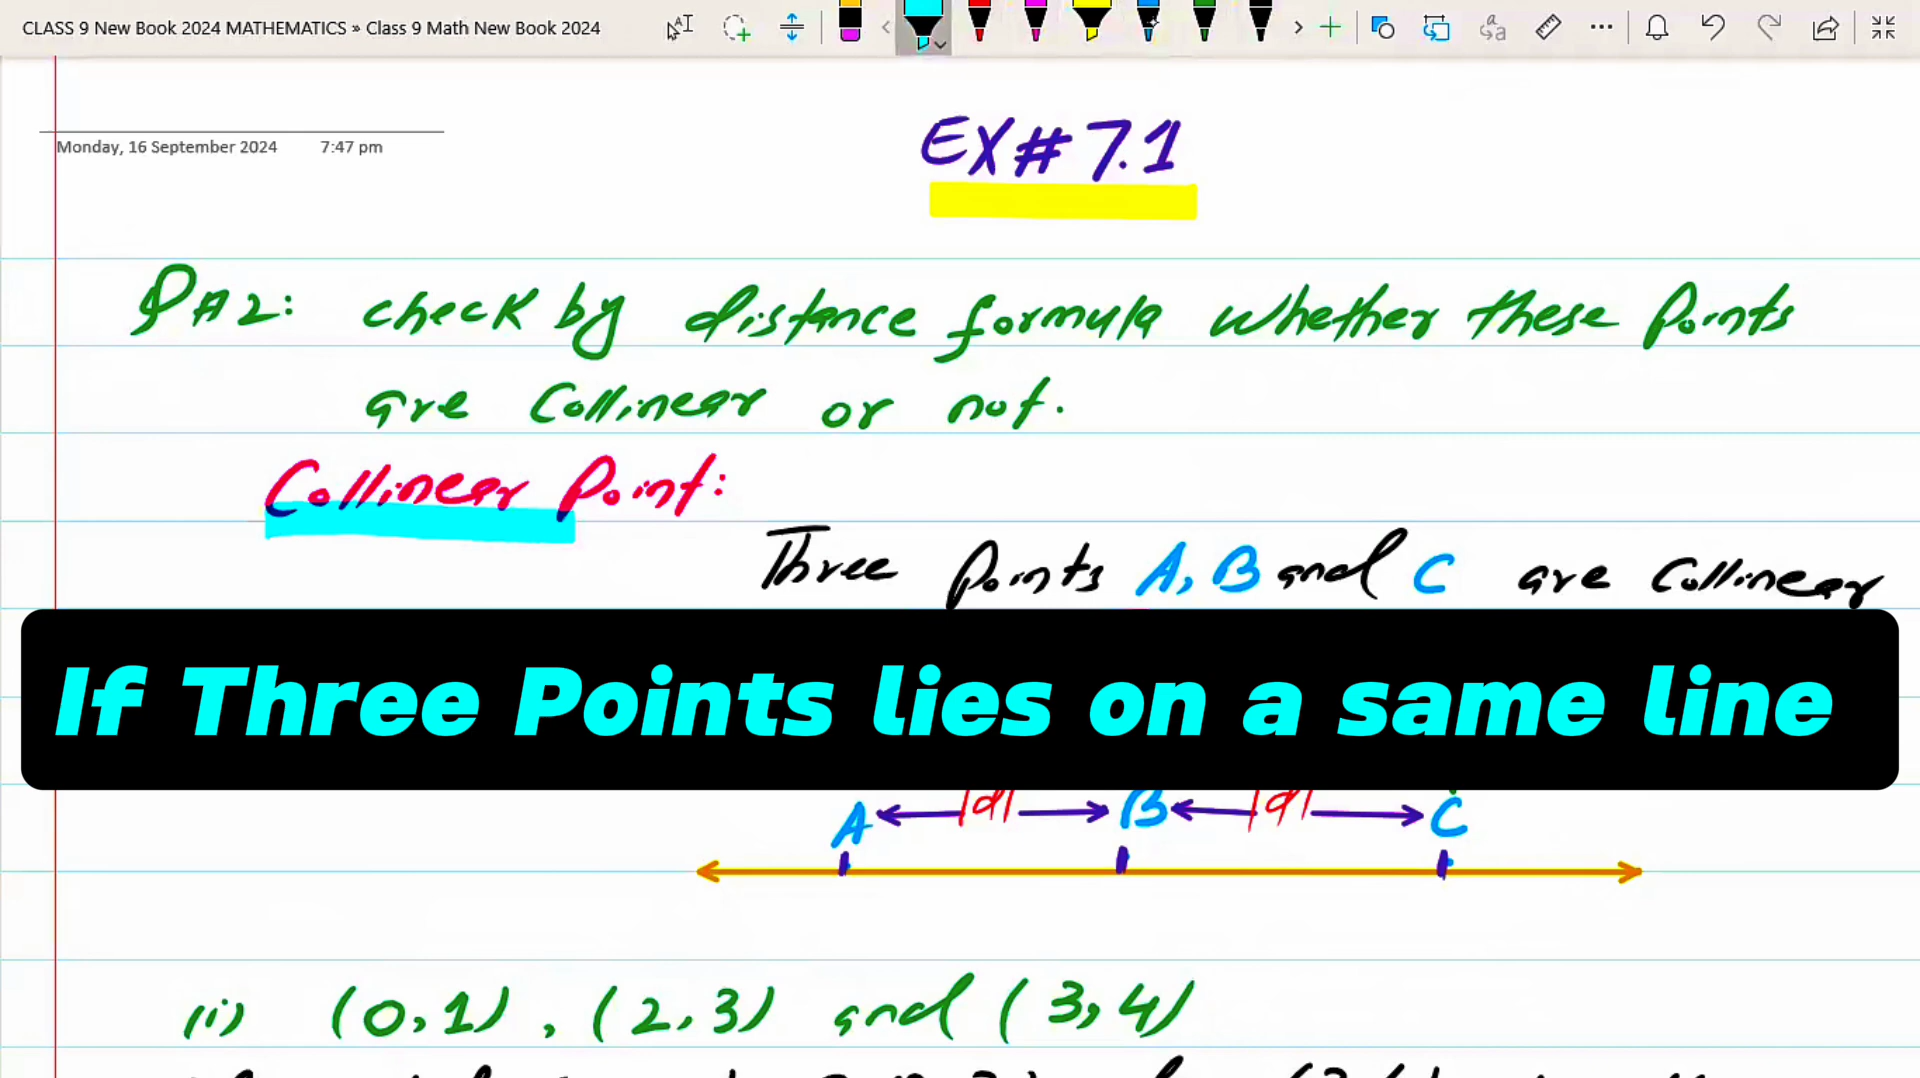 CLASS 9 New Book 2024 MATHEMATICS » Class 9 Math New Book 2024
Monday, 16 September 2024 7:47 pm
EX# 7.1
check by distance formula whether these points
are Collinear or not.
Collinear Point:
Three points A, B and C are Collinear
If Three Points lies on a same line
A |d| B |d| C
(i) (0,1), (2,3) and (3,4)